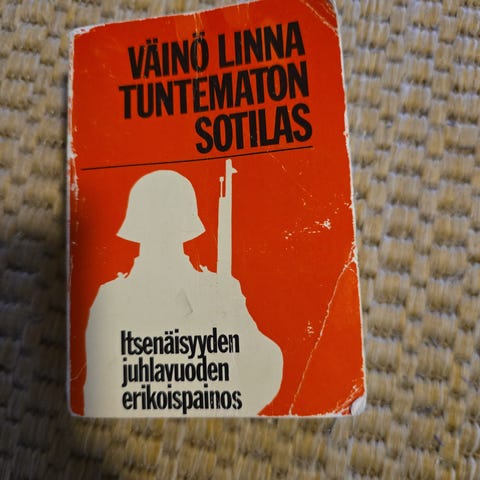 VÄINÖ LINNA
TUNTEMATON
SOTILAS
Itsenäisyyden
juhlavuoden
erikoispainos